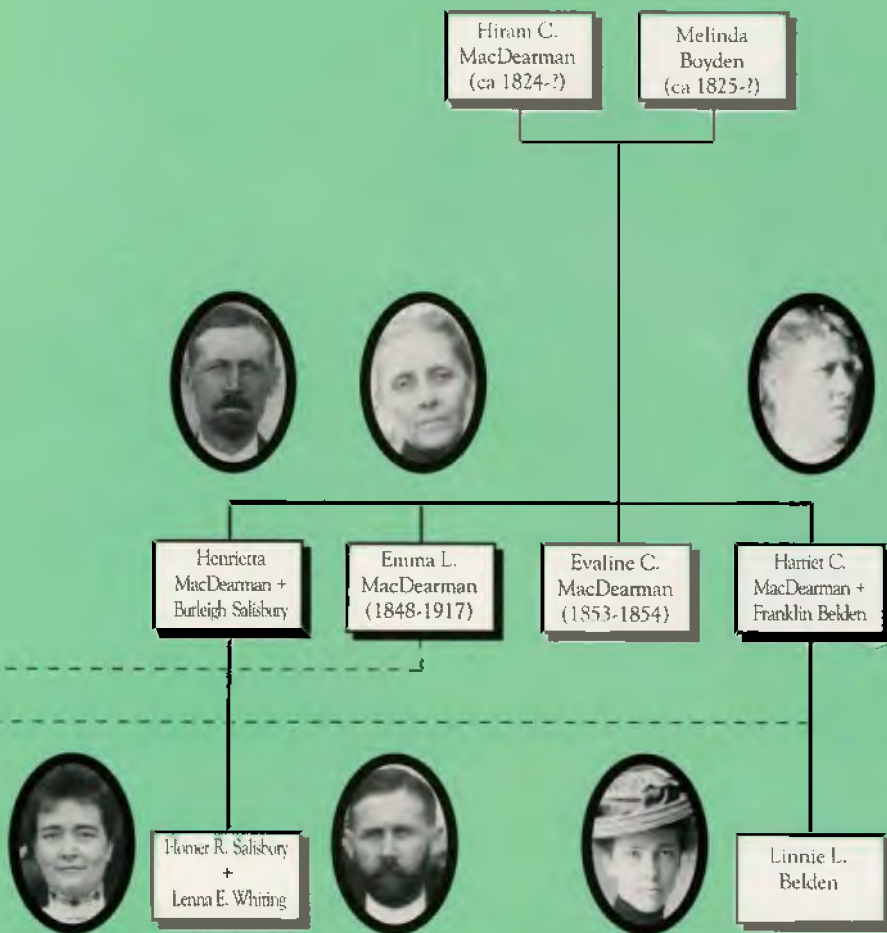 Hiram C.
MacDearman
(ca 1824-?)
Melinda
Boyden
(ca 1825-?)
Henrietta
MacDearman +
Burleigh Salisbury
Emma L.
MacDearman
(1848-1917)
Evaline C.
MacDearman
(1853-1854)
Harriet C.
MacDearman +
Franklin Belden
Homer R. Salisbury
+
Lenna E. Whiting
Linnie L.
Belden